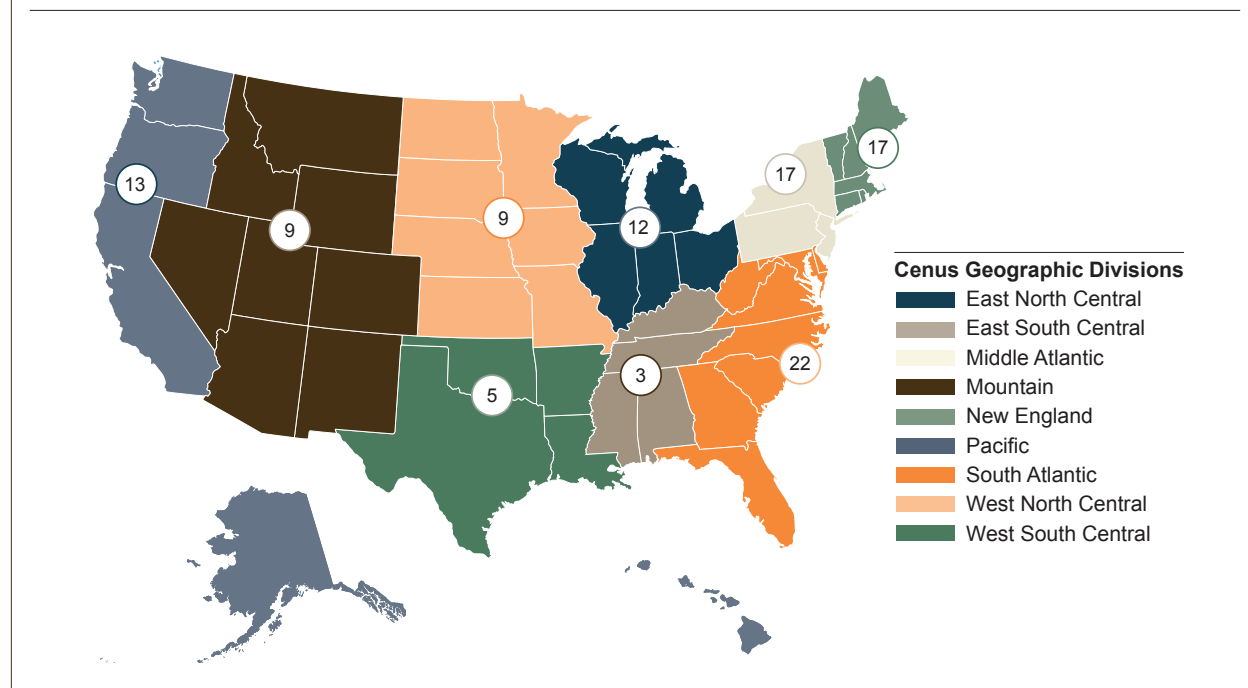 17
17
13
9
9
12
22
5
3
Cenus Geographic Divisions
East North Central
East South Central
Middle Atlantic
Mountain
New England
Pacific
South Atlantic
West North Central
West South Central